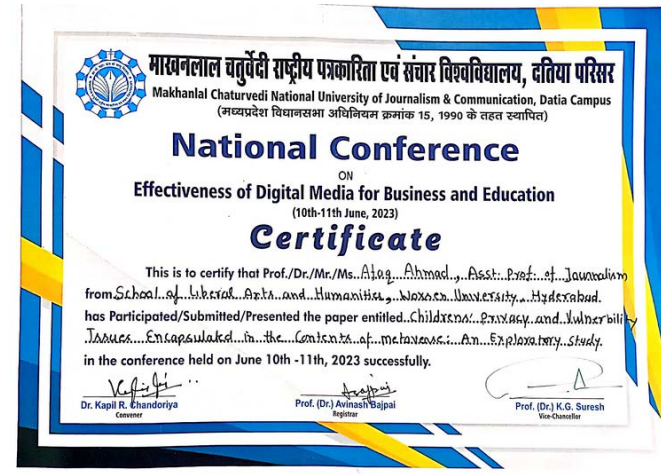 माखनलाल चतुर्वेदी राष्ट्रीय पत्रकारिता एवं संचार विश्वविद्यालय, दतिया परिसर
Makhanlal Chaturvedi National University of Journalism & Communication, Datia Campus
(मध्यप्रदेश विधानसभा अधिनियम क्रमांक 15, 1990 के तहत स्थापित)
National Conference
ON
Effectiveness of Digital Media for Business and Education
(10th-11th June, 2023)
Certificate
This is to certify that Prof./Dr./Mr./Ms. Afaq Ahmad, Asst. Prof. of Journalism
from School of Liberal Arts and Humanities, Woxsen University, Hyderabad
has Participated/Submitted/Presented the paper entitled Childrens' Privacy and Vulnerbility
Issues Encapsulated in the Contents of metaverse: An Exploratory study
in the conference held on June 10th -11th, 2023 successfully.
Dr. Kapil R. Chandoriya
Convener
Prof. (Dr.) Avinash Bajpai
Registrar
Prof. (Dr.) K.G. Suresh
Vice-Chancellor